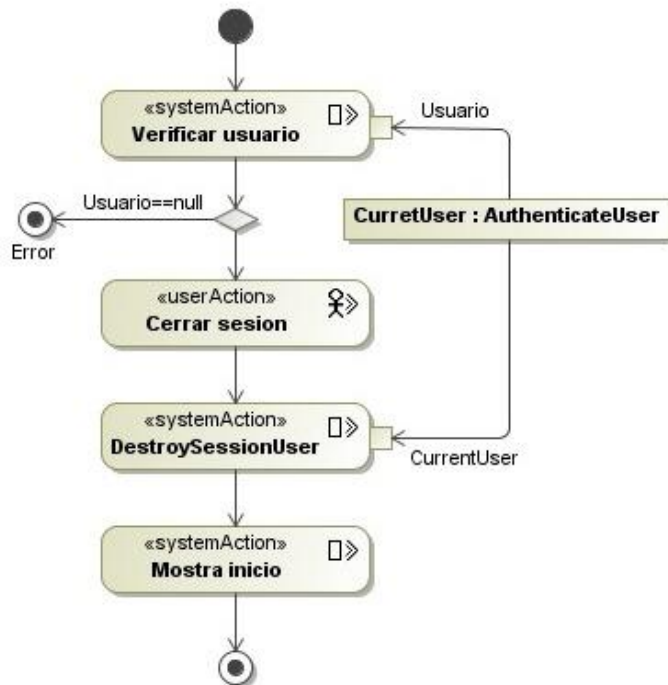 «systemAction»
Verificar usuario
Usuario
Usuario==null
CurretUser : AuthenticateUser
Error
«userAction»
Cerrar sesion
«systemAction»
DestroySessionUser
CurrentUser
«systemAction»
Mostra inicio